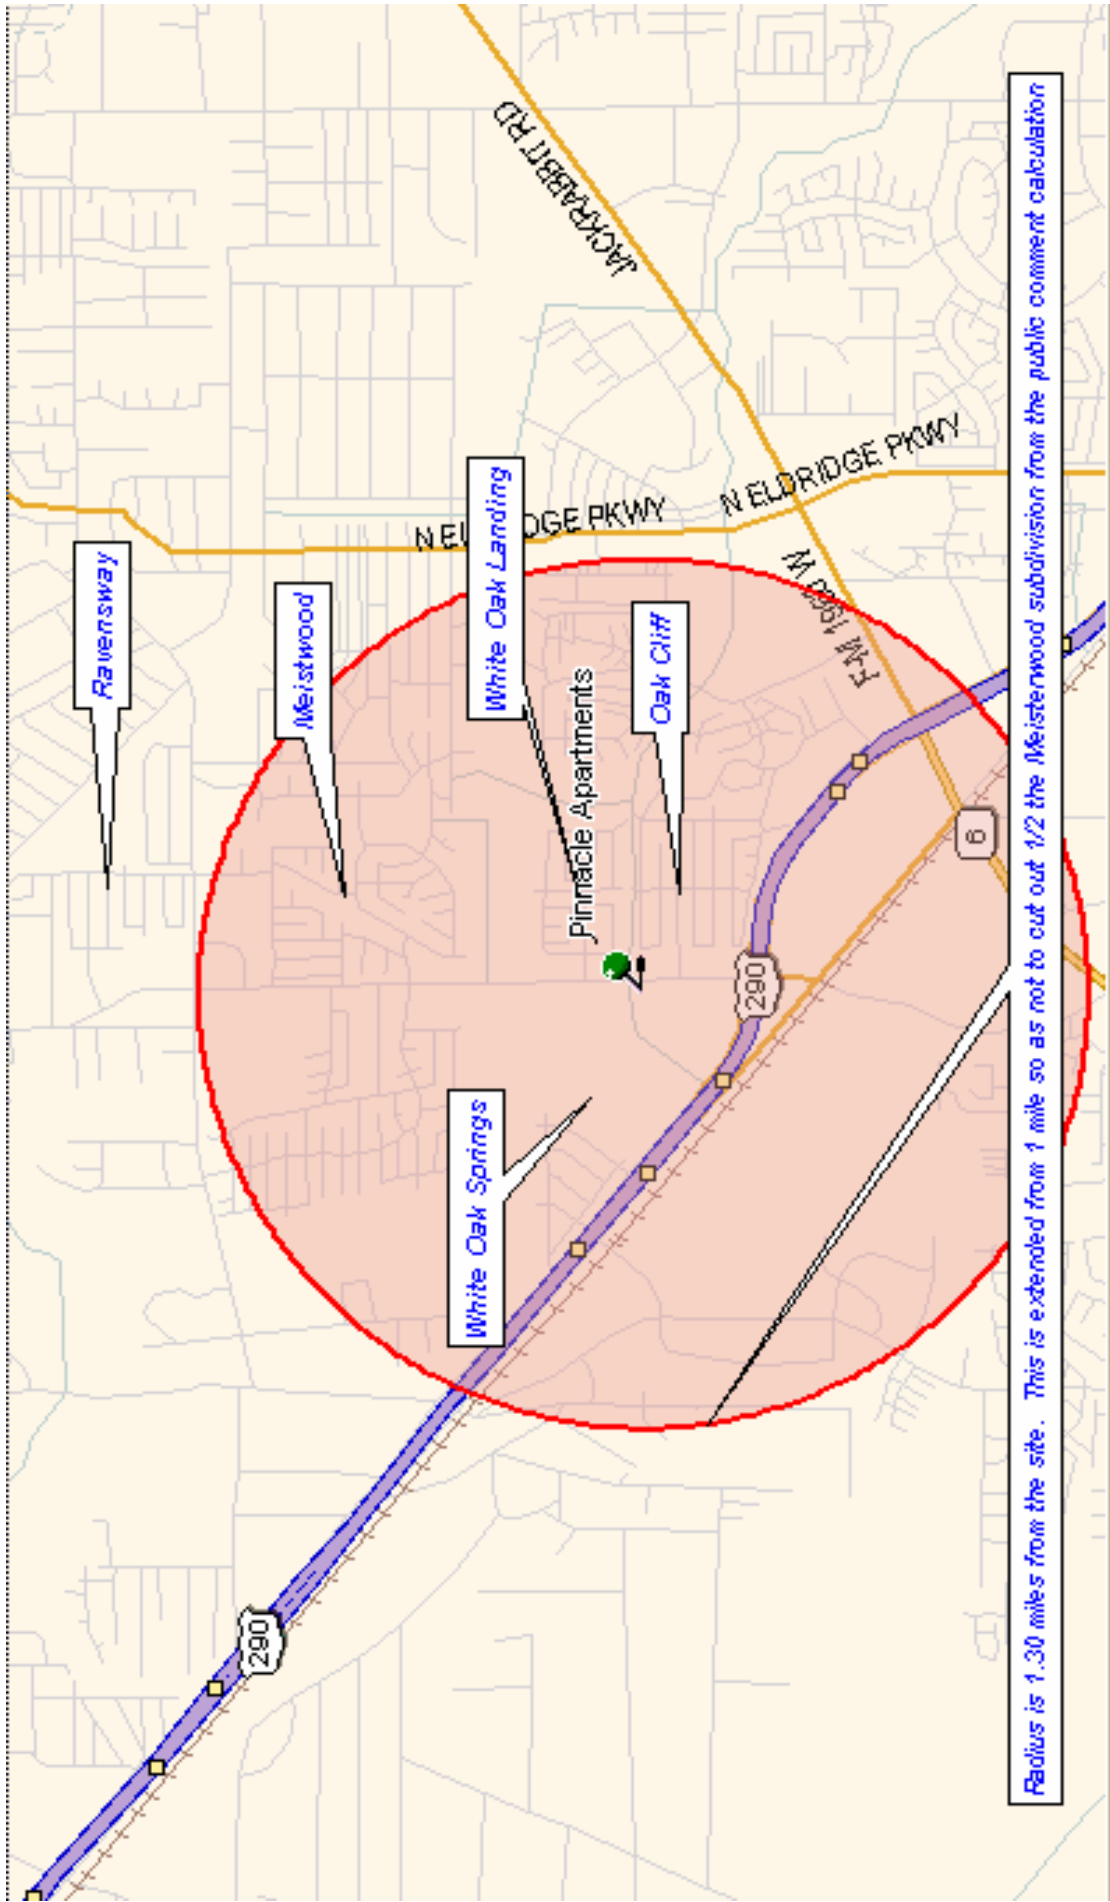 Ravensway
Meistwood
White Oak Landing
Oak Cliff
White Oak Springs
Pinnacle Apartments
JACKRABBIT RD
N ELDRIDGE PKWY
N EL DGE PKWY
FM 1960 W
290
290
6
Radius is 1.30 miles from the site. This is extended from 1 mile so as not to cut out 1/2 the Meisterwood subdivision from the public comment calculation